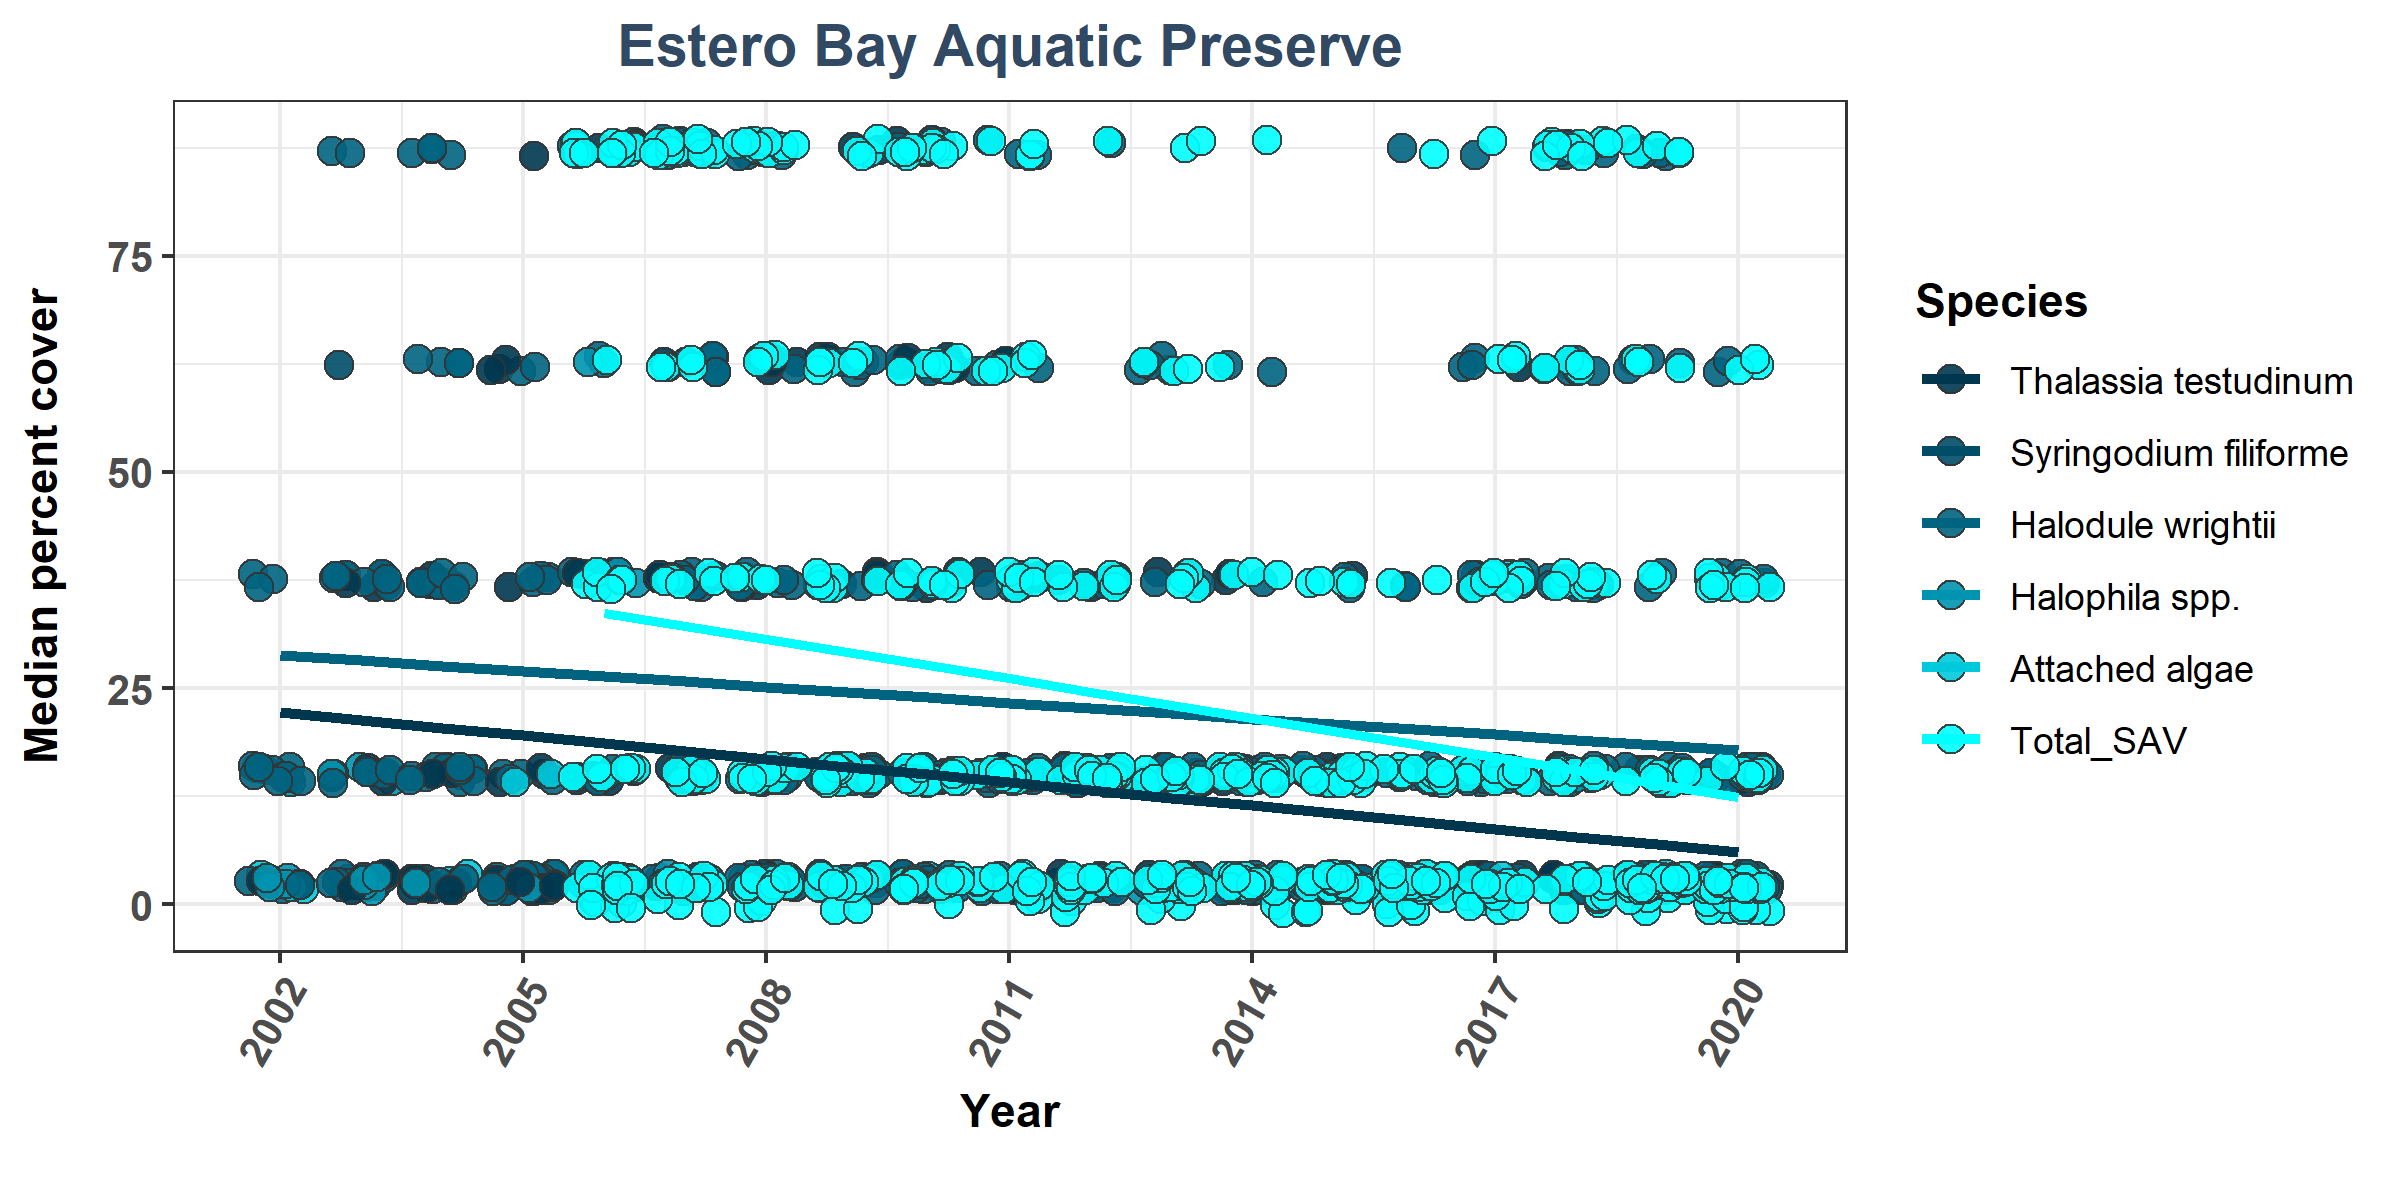 Estero Bay Aquatic Preserve
Median percent cover
75
50
25
0
2002
2005
2008
2011
2014
2017
2020
Year
Species
Thalassia testudinum
Syringodium filiforme
Halodule wrightii
Halophila spp.
Attached algae
Total_SAV